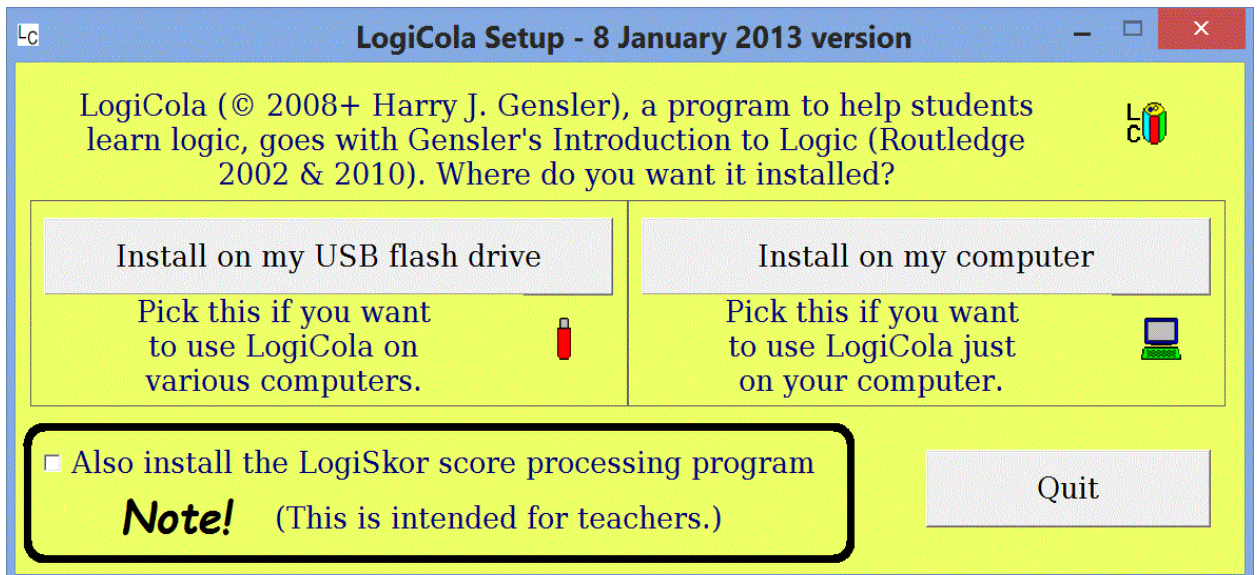 LC
LogiCola Setup - 8 January 2013 version
LogiCola (© 2008+ Harry J. Gensler), a program to help students
learn logic, goes with Gensler's Introduction to Logic (Routledge
2002 & 2010). Where do you want it installed?
LC
Install on my USB flash drive
Install on my computer
Pick this if you want
to use LogiCola on
various computers.
Pick this if you want
to use LogiCola just
on your computer.
Also install the LogiSkor score processing program
Note! (This is intended for teachers.)
Quit